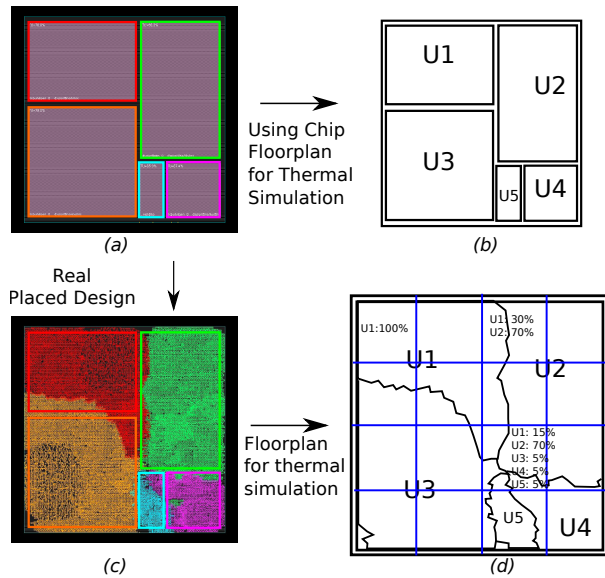 U1
U2
U3
U5
U4
Using Chip
Floorplan
for Thermal
Simulation
(a)
(b)
Real
Placed Design
U1:100%
U1: 30%
U2: 70%
U1
U2
U1: 15%
U2: 70%
U3: 5%
U4: 5%
U5: 5%
Floorplan
for thermal
simulation
U3
U5
U4
(c)
(d)